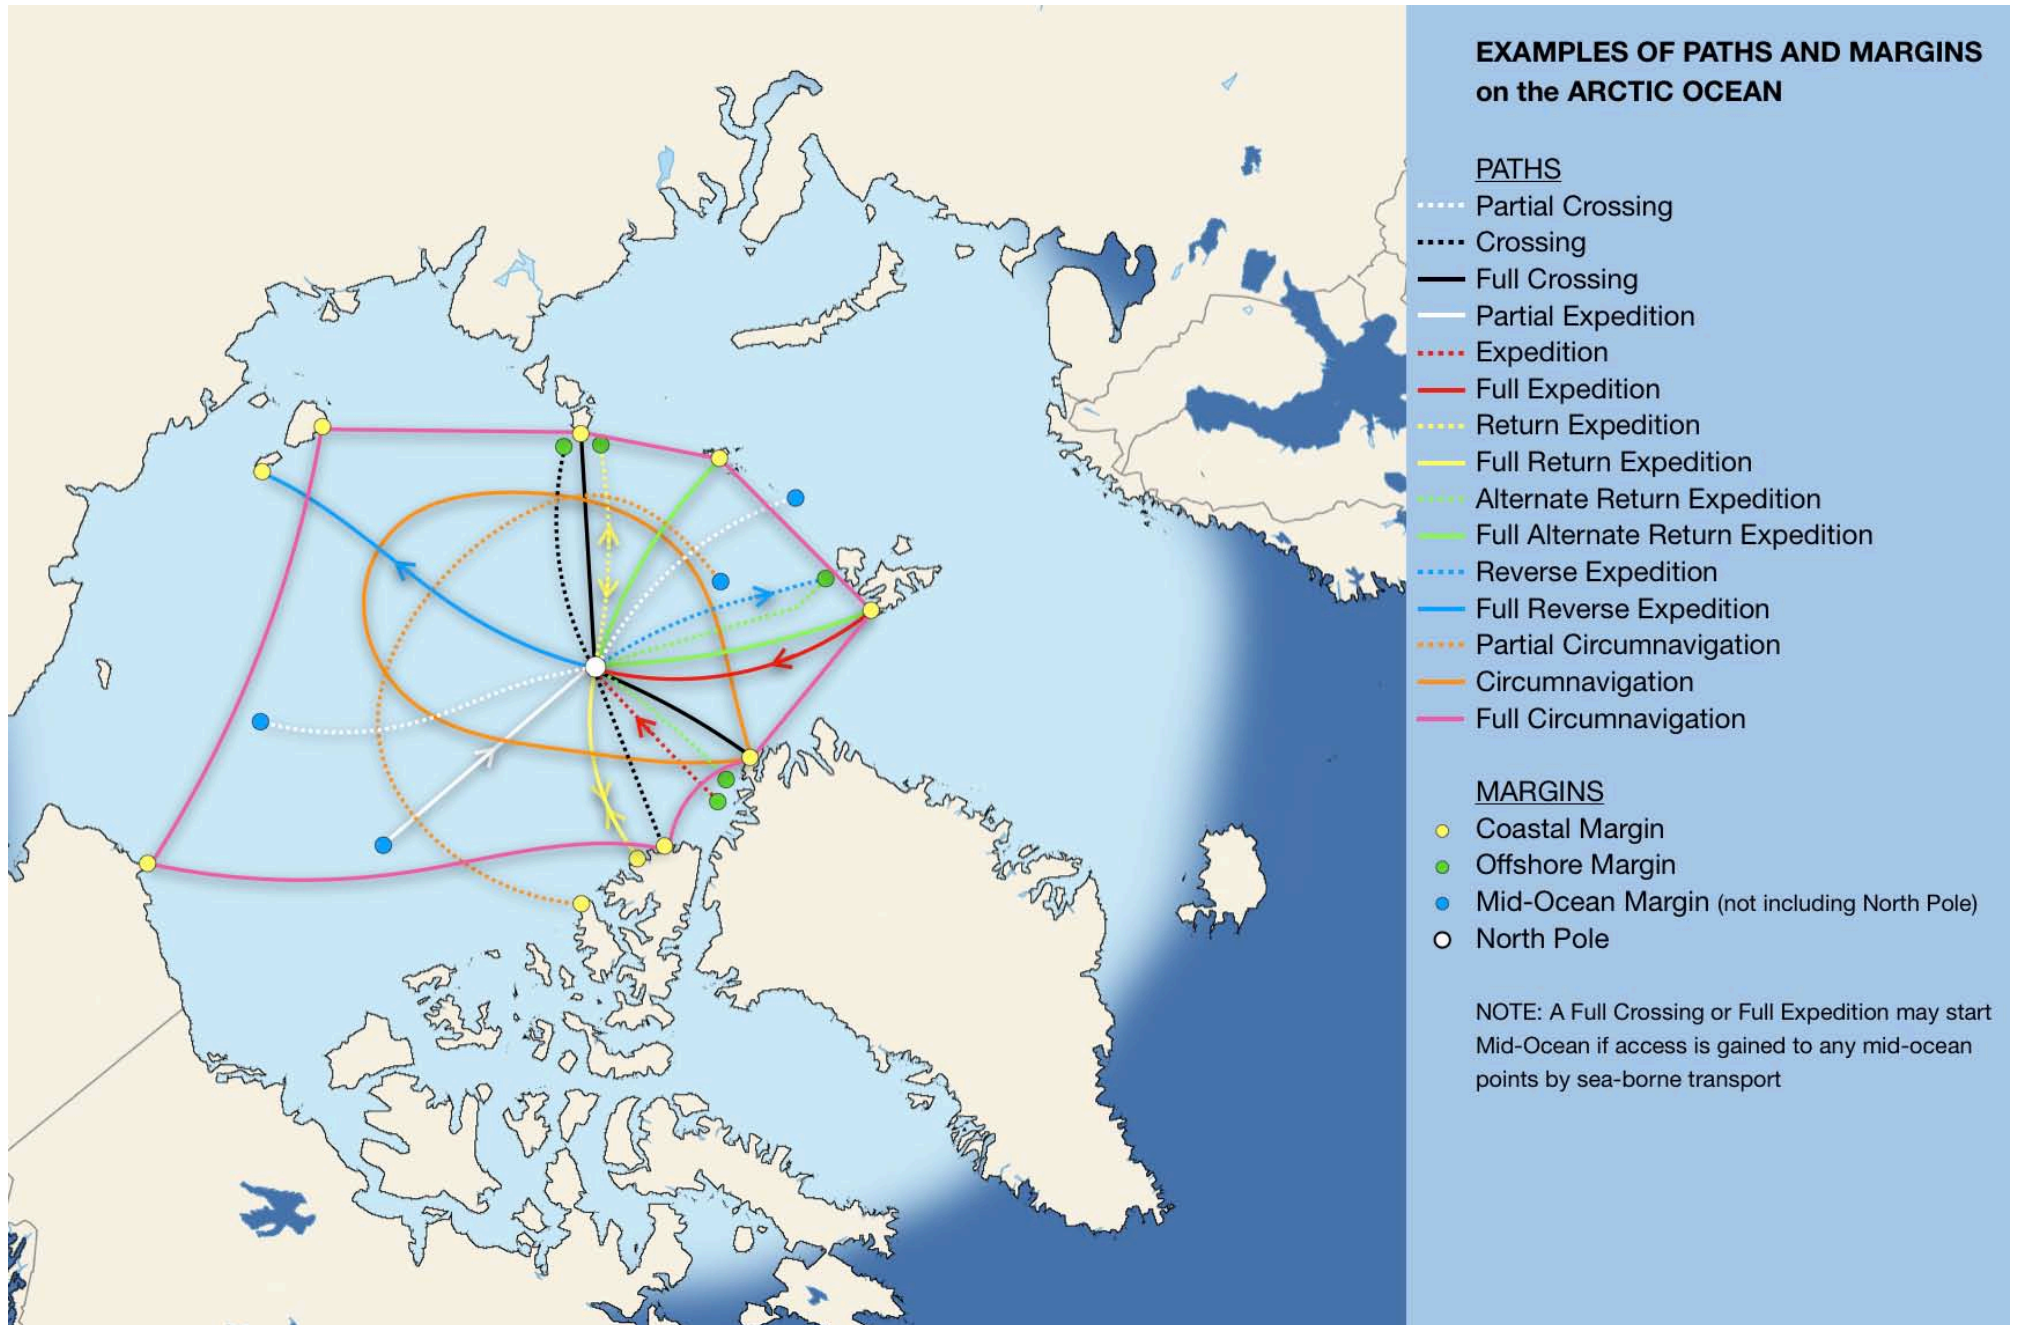 EXAMPLES OF PATHS AND MARGINS
on the ARCTIC OCEAN
PATHS
Partial Crossing
Crossing
Full Crossing
Partial Expedition
Expedition
Full Expedition
Return Expedition
Full Return Expedition
Alternate Return Expedition
Full Alternate Return Expedition
Reverse Expedition
Full Reverse Expedition
Partial Circumnavigation
Circumnavigation
Full Circumnavigation
MARGINS
Coastal Margin
Offshore Margin
Mid-Ocean Margin (not including North Pole)
North Pole
NOTE: A Full Crossing or Full Expedition may start
Mid-Ocean if access is gained to any mid-ocean
points by sea-borne transport